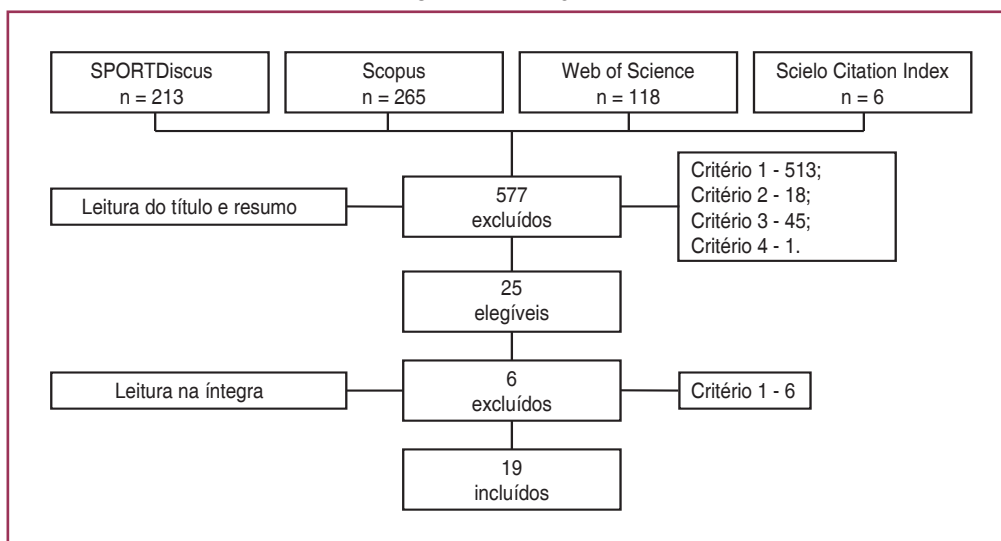 SPORTDiscus
n = 213
Scopus
n = 265
Web of Science
n = 118
Scielo Citation Index
n = 6
Leitura do título e resumo
577
excluídos
Critério 1 - 513;
Critério 2 - 18;
Critério 3 - 45;
Critério 4 - 1.
25
elegíveis
Leitura na íntegra
6
excluídos
Critério 1 - 6
19
incluídos